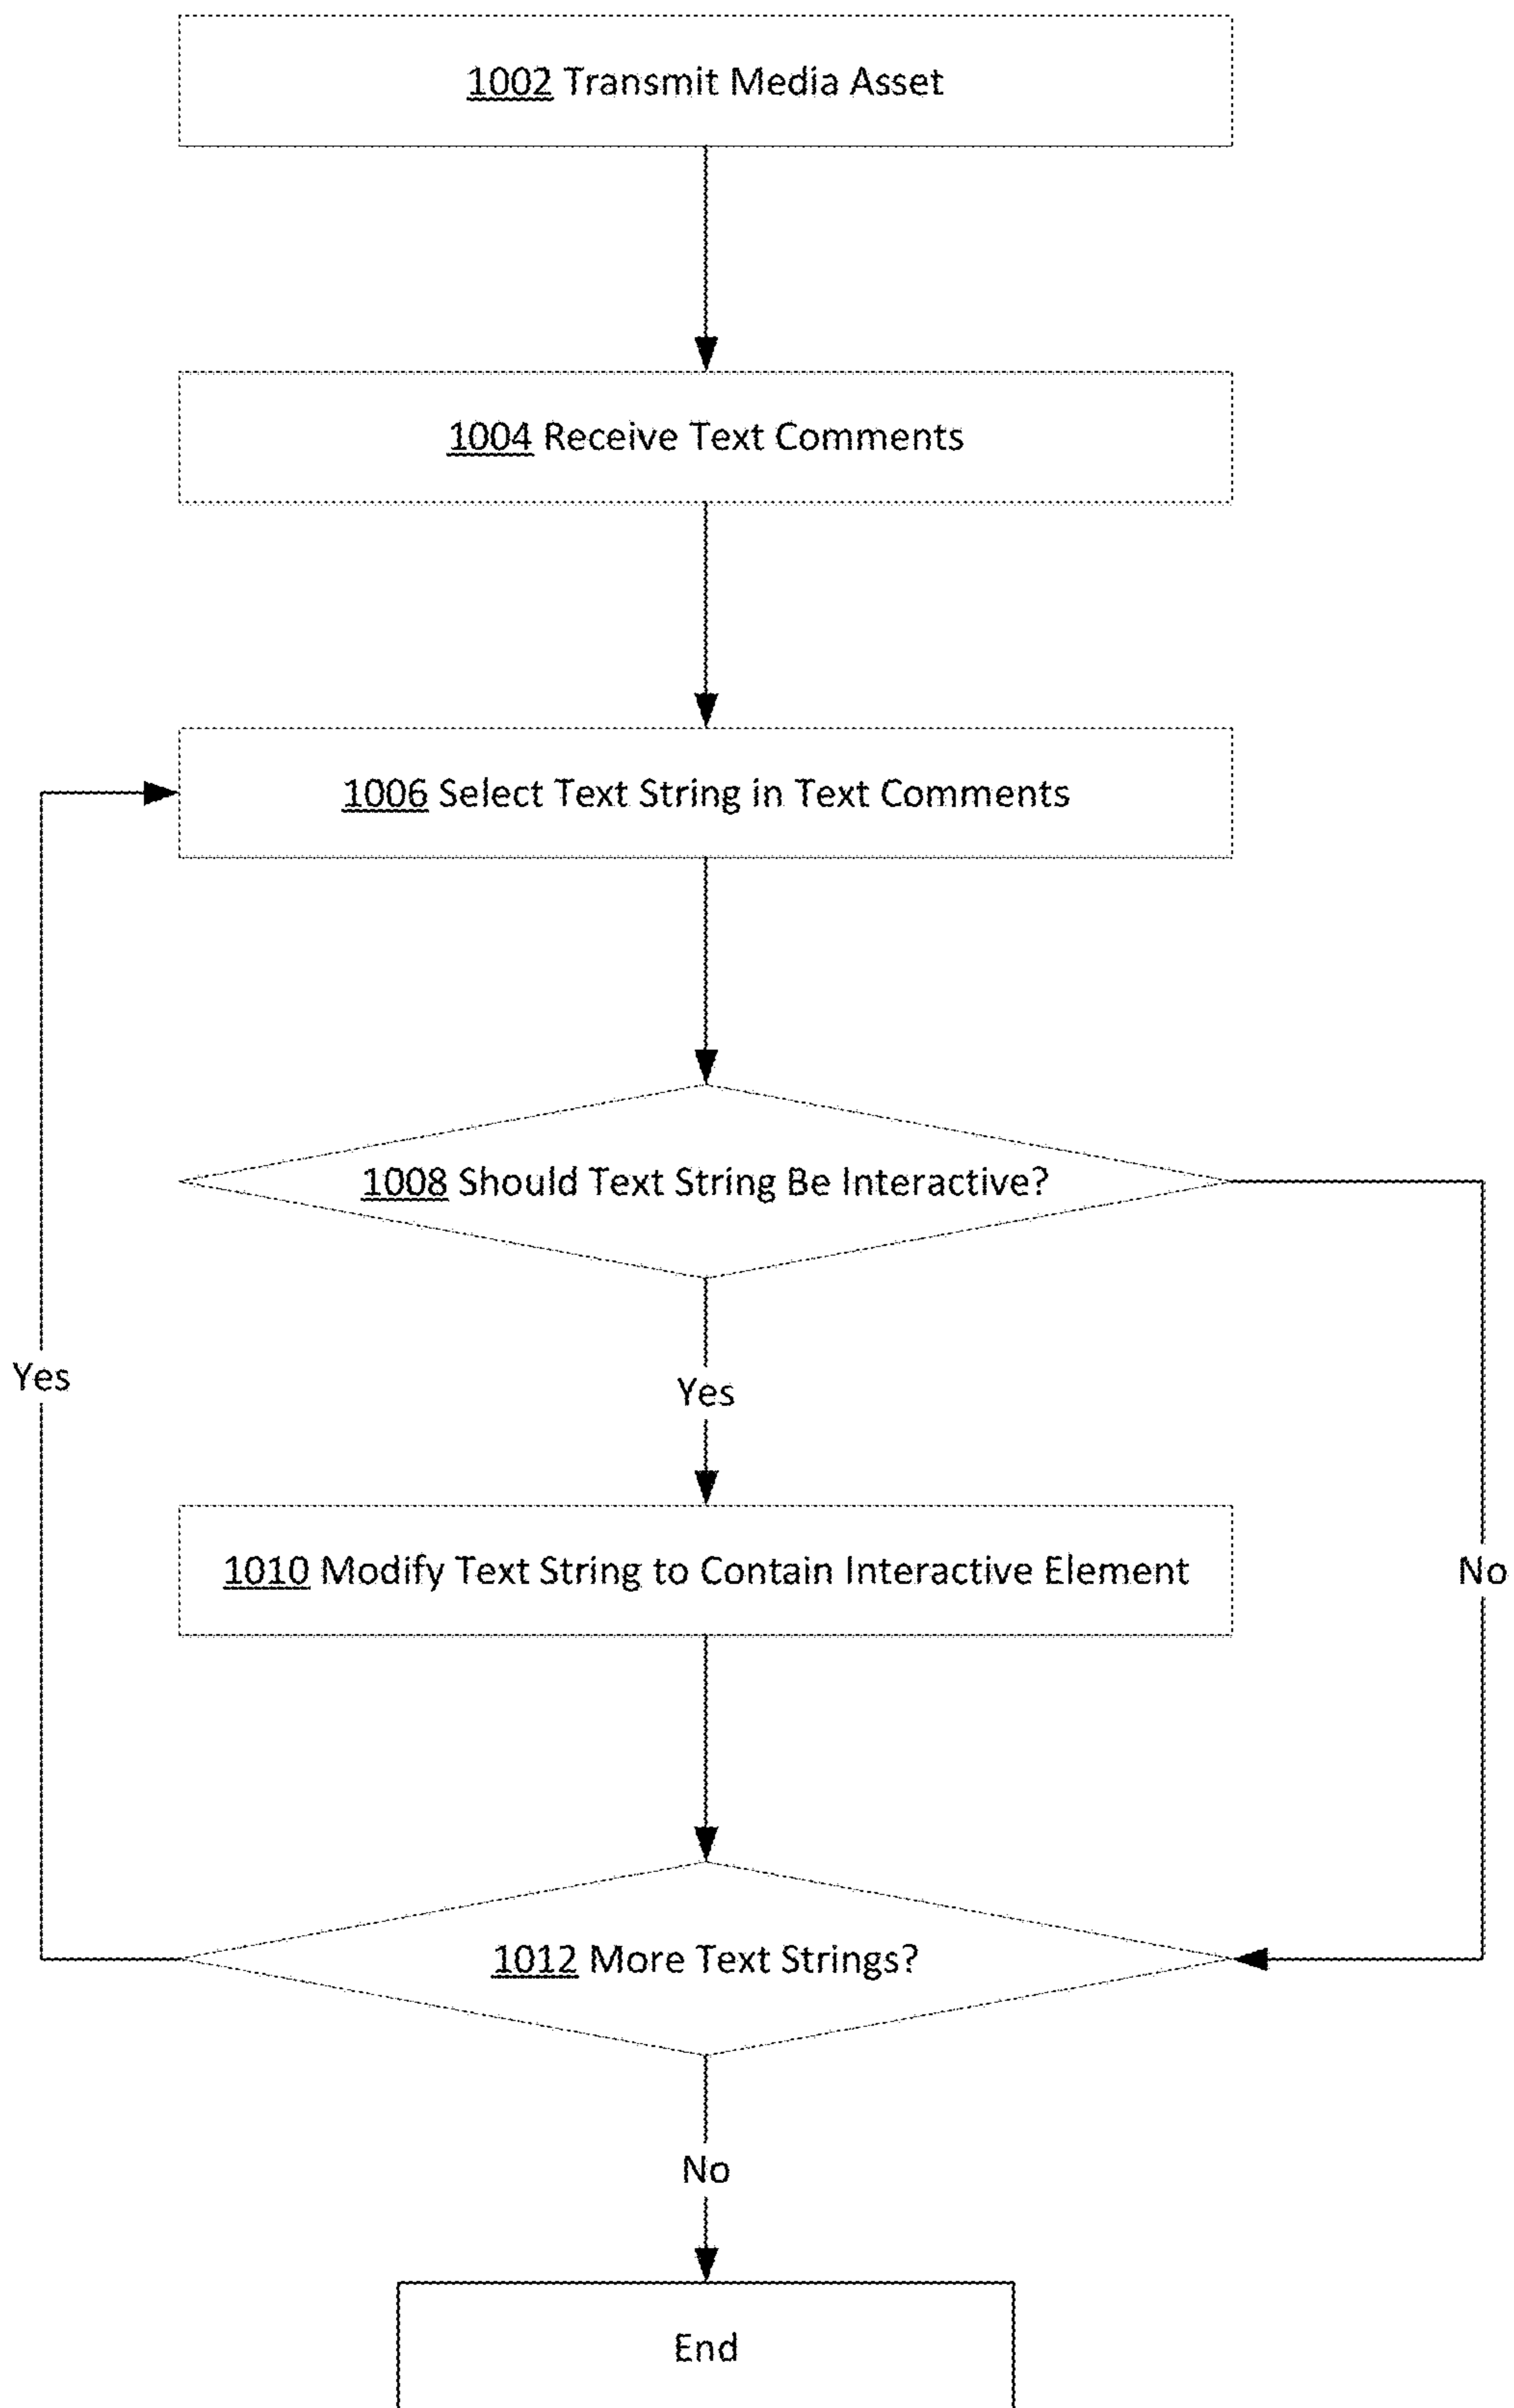 1002 Transmit Media Asset
1004 Receive Text Comments
1006 Select Text String in Text Comments
1008 Should Text String Be Interactive?
Yes
Yes
1010 Modify Text String to Contain Interactive Element
No
1012 More Text Strings?
No
End